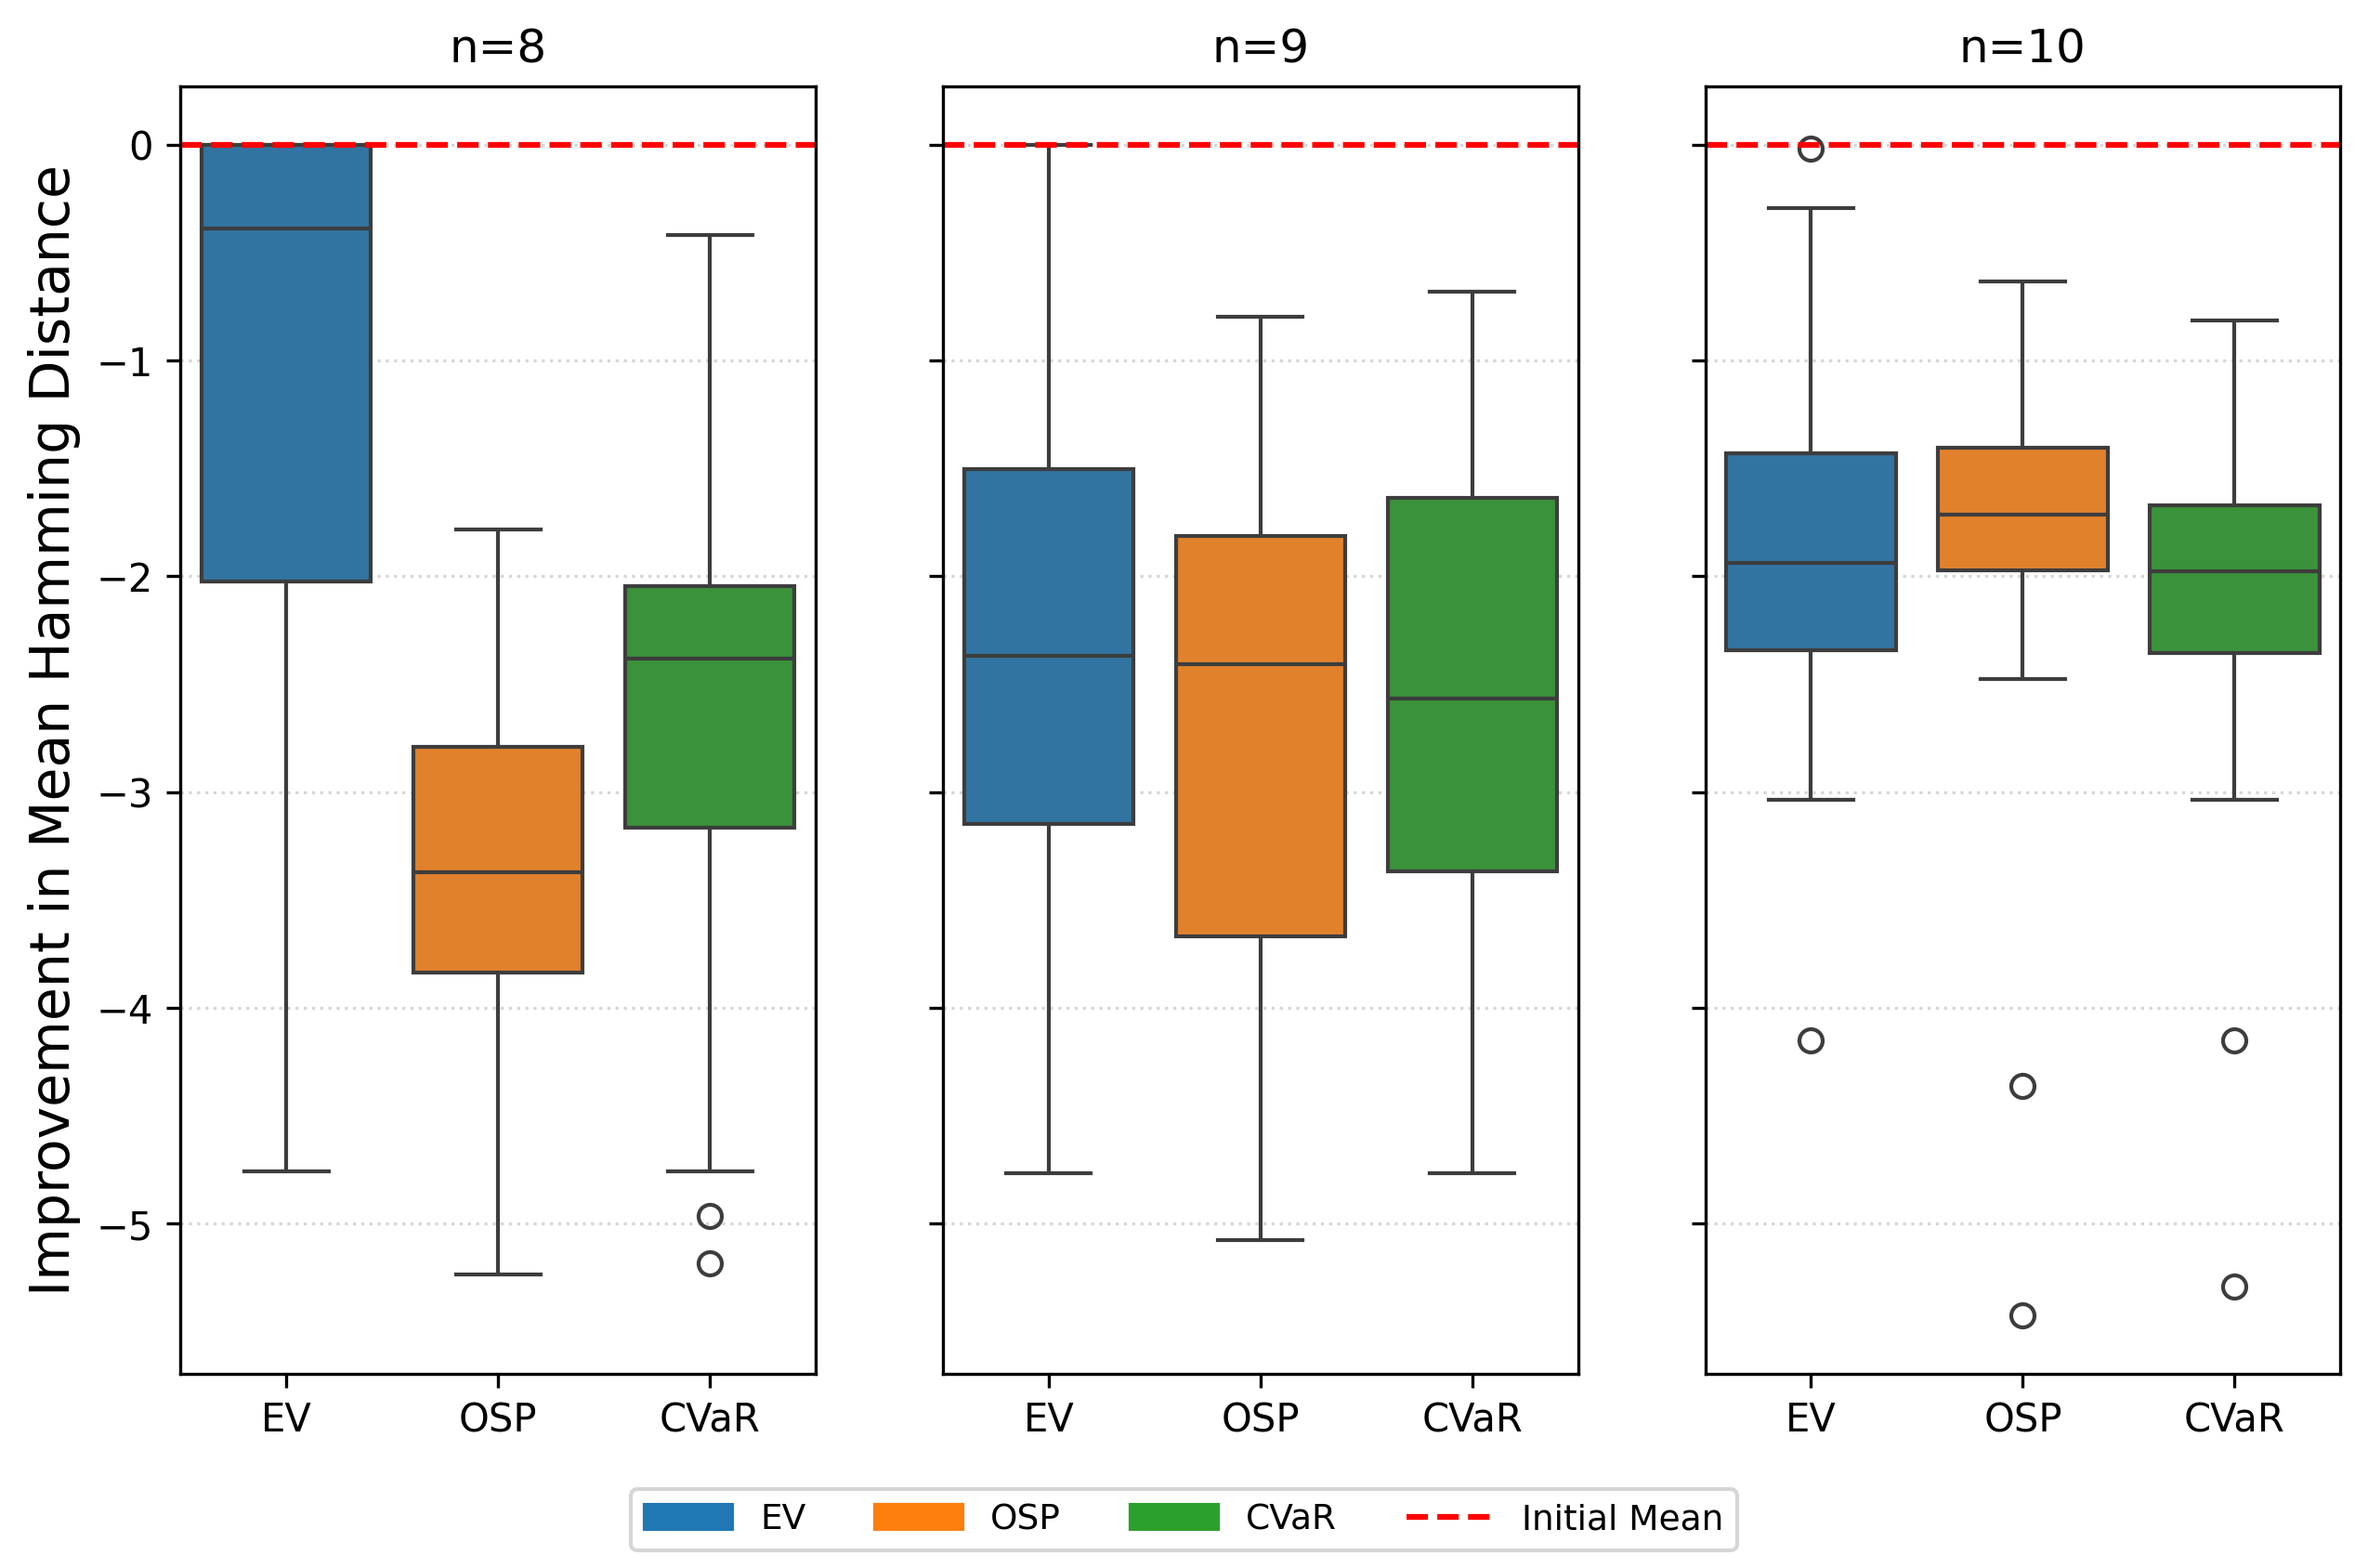 n=8
n=9
n=10
Improvement in Mean Hamming Distance
0
−1
−2
−3
−4
−5
EV OSP CVaR
EV OSP CVaR
EV OSP CVaR
EV OSP CVaR Initial Mean